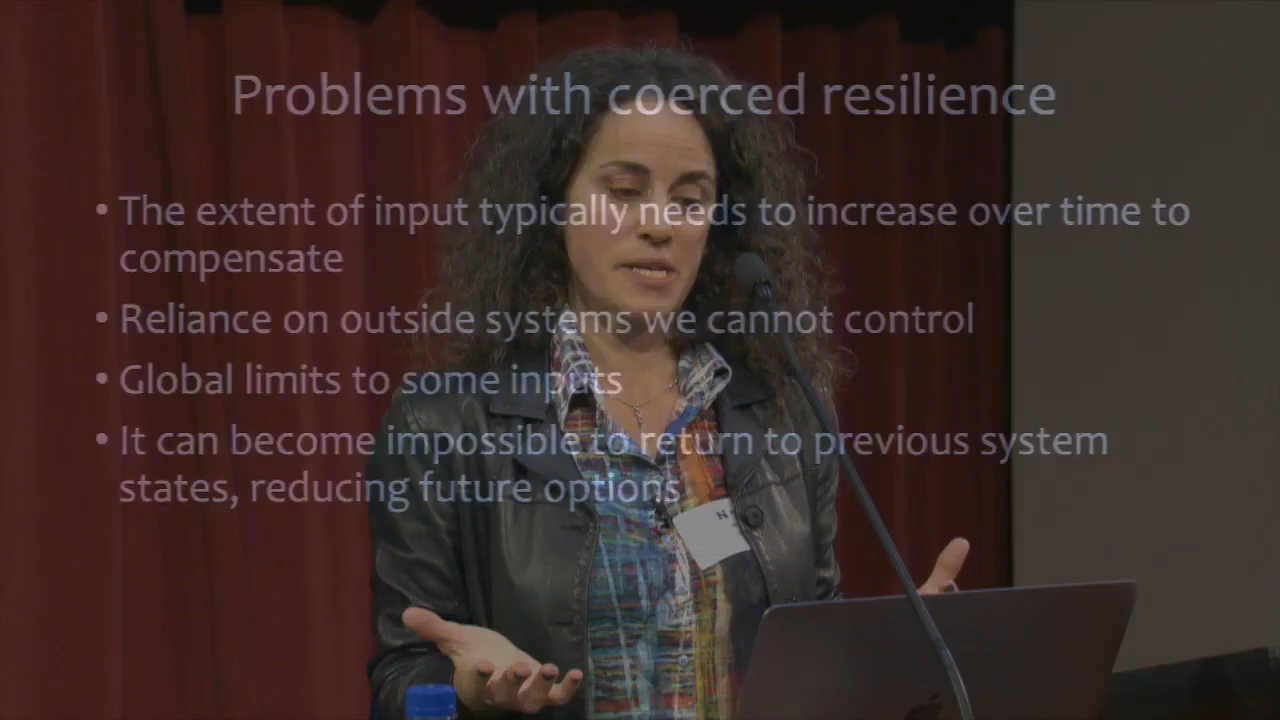 Problems with coerced resilience
• The extent of input typically needs to increase over time to
compensate
• Reliance on outside systems we cannot control
• Global limits to some inputs
• It can become impossible to return to previous system
states, reducing future options